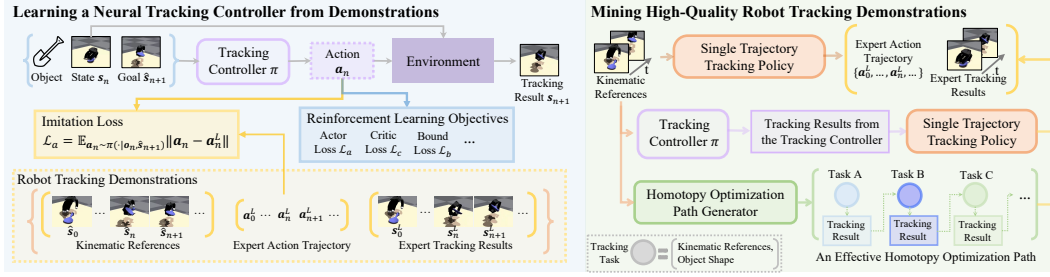 Learning a Neural Tracking Controller from Demonstrations
Object
State s_n
Goal ŝ_{n+1}
Tracking
Controller π
Action
a_n
Environment
Tracking
Result s_{n+1}
Imitation Loss
ℒ_a = 𝔼_{a_n~π(·|o_n,ŝ_{n+1})}‖a_n − a_n^L‖
Reinforcement Learning Objectives
Actor
Loss ℒ_a
Critic
Loss ℒ_c
Bound
Loss ℒ_b
...
Robot Tracking Demonstrations
ŝ_0 ... ŝ_n ŝ_{n+1} ...
Kinematic References
a_0^L ... a_n^L a_{n+1}^L ...
Expert Action Trajectory
s_0^L ... s_n^L s_{n+1}^L ...
Expert Tracking Results
Mining High-Quality Robot Tracking Demonstrations
t
Kinematic
References
Single Trajectory
Tracking Policy
Expert Action
Trajectory
{a_0^L, ..., a_n^L, ...}
t
Expert Tracking
Results
Tracking
Controller π
Tracking Results from
the Tracking Controller
Single Trajectory
Tracking Policy
Homotopy Optimization
Path Generator
Task A
Tracking
Result
Task B
Tracking
Result
Task C
Tracking
Result
...
An Effective Homotopy Optimization Path
Tracking
Task
=
Kinematic References,
Object Shape